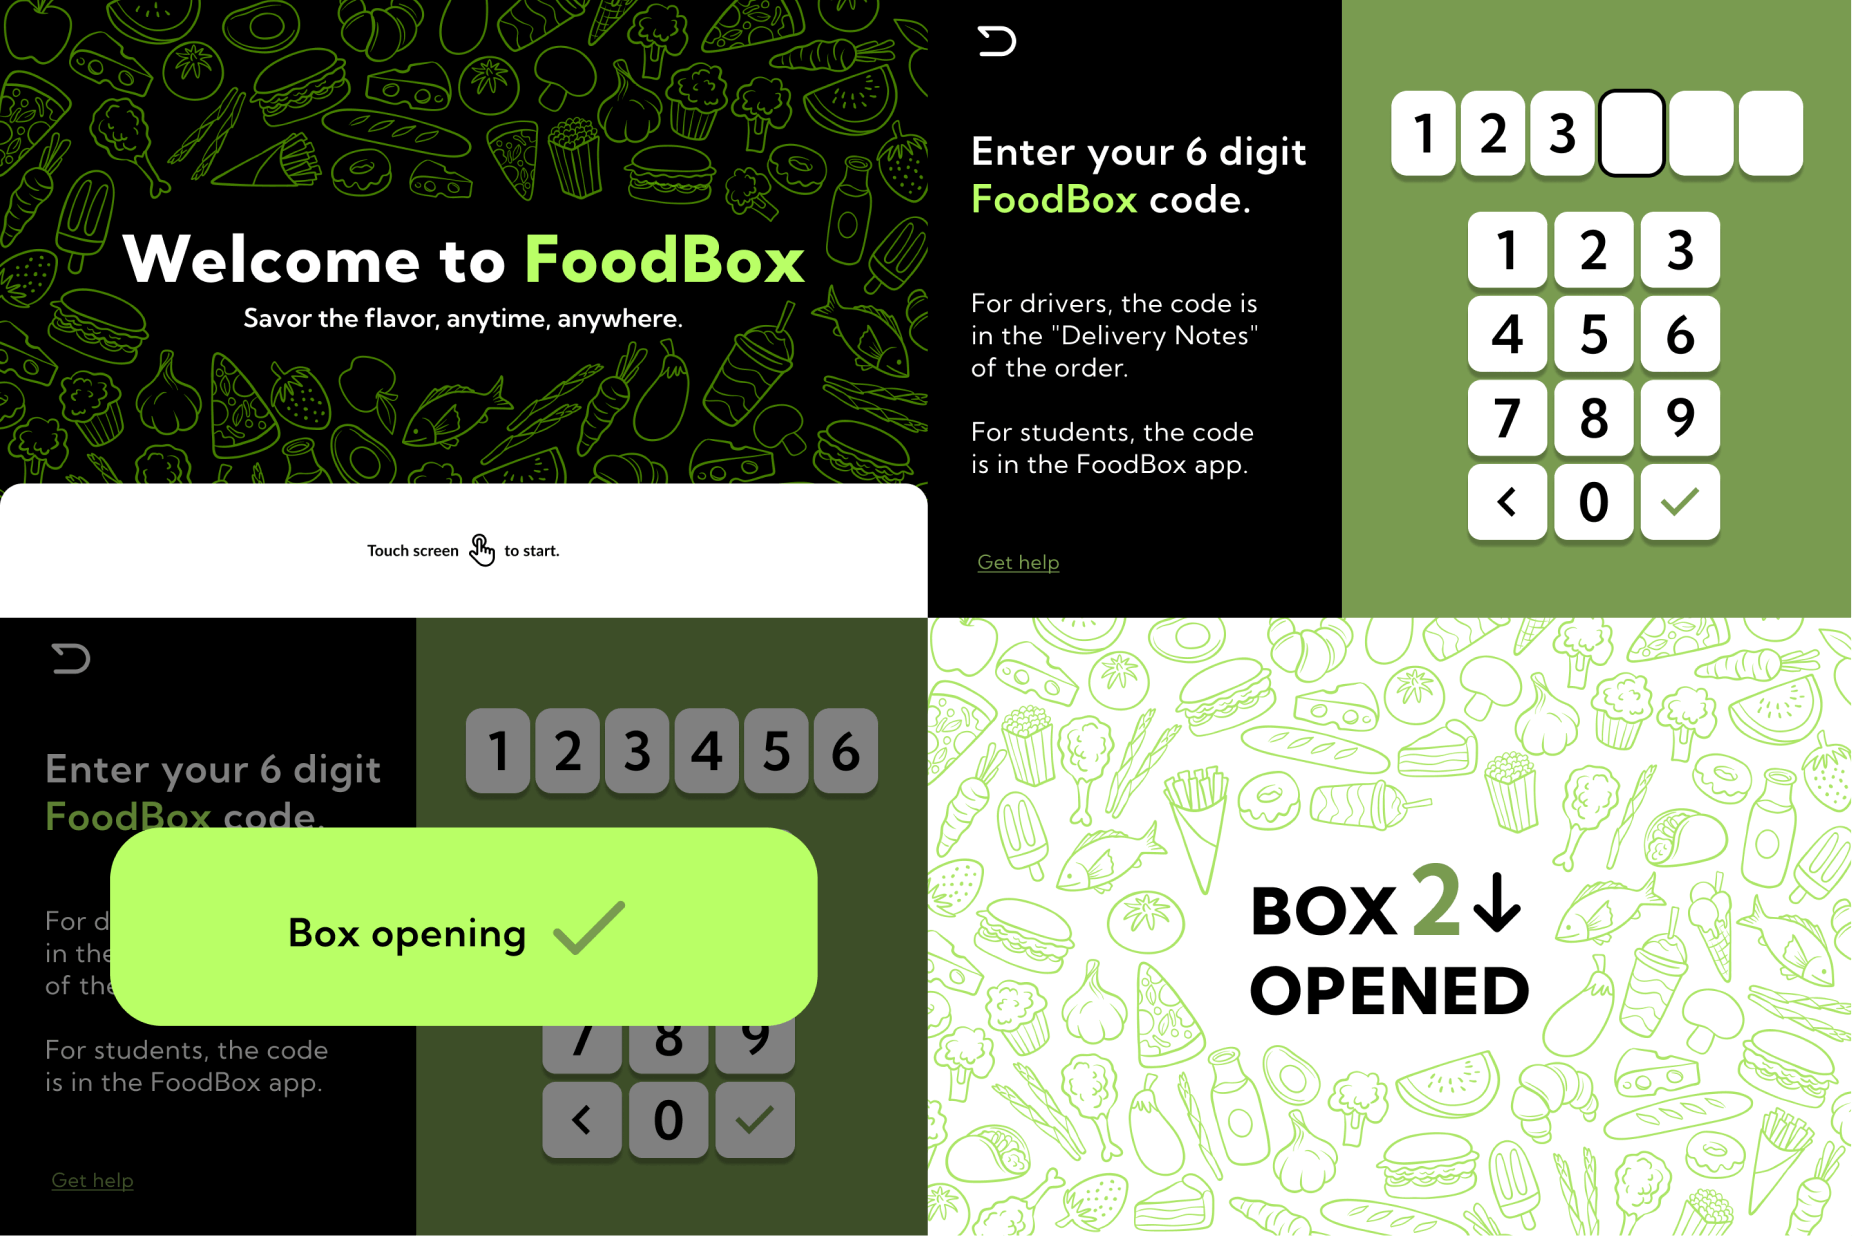 Welcome to FoodBox
Savor the flavor, anytime, anywhere.
Touch screen to start.
Enter your 6 digit
FoodBox code.
For drivers, the code is
in the "Delivery Notes"
of the order.
For students, the code
is in the FoodBox app.
Get help
1 2 3
1 2 3
4 5 6
7 8 9
< 0
Enter your 6 digit
FoodBox code.
For d
in the
of the
For students, the code
is in the FoodBox app.
Get help
1 2 3 4 5 6
Box opening
7 8 9
< 0
BOX 2↓
OPENED